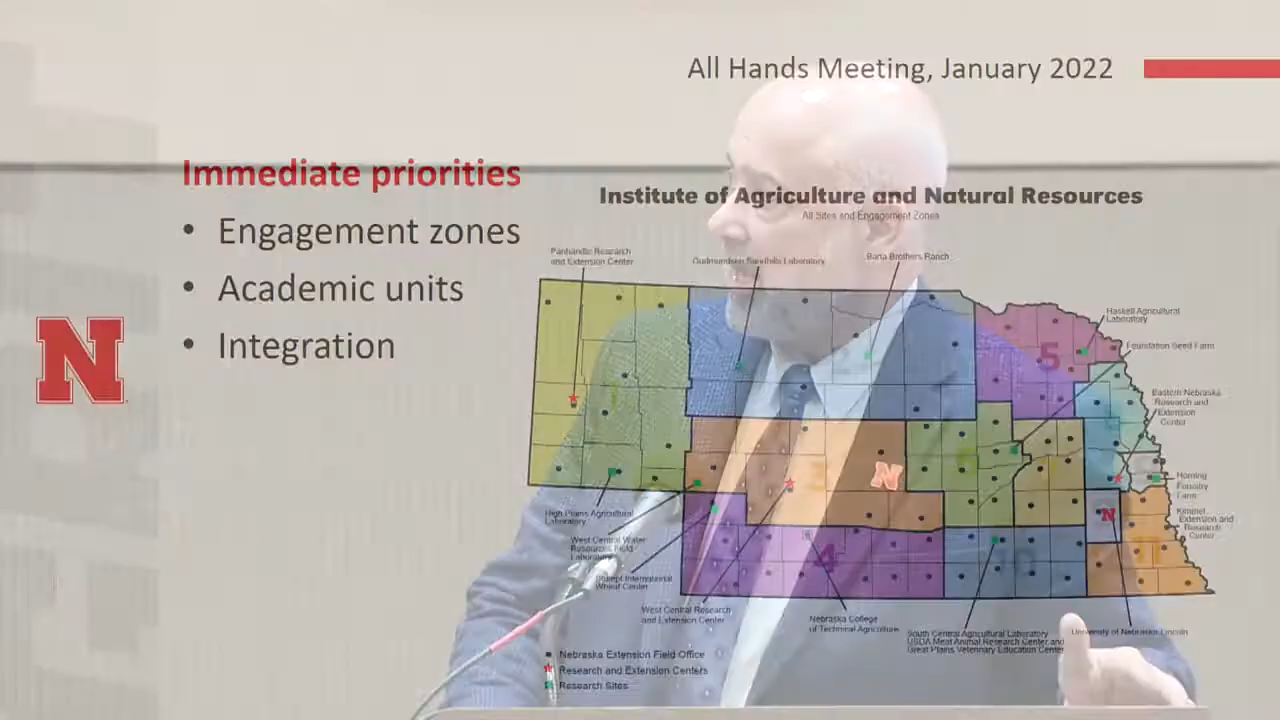 All Hands Meeting, January 2022
Immediate priorities
• Engagement zones
• Academic units
• Integration
N
Institute of Agriculture and Natural Resources
All Sites and Engagement Zones
Panhandle Research
and Extension Center
Gudmundsen Sandhills Laboratory
Barta Brothers Ranch
Haskell Agricultural
Laboratory
Foundation Seed Farm
Eastern Nebraska
Research and
Extension
Center
Horning
Forestry
Farm
Kimmel
Extension and
Research
Center
5
3
N
N
4
10
11
High Plains Agricultural
Laboratory
West Central Water
Resources Field
Laboratory
Stumpf International
Wheat Center
West Central Research
and Extension Center
Nebraska College
of Technical Agriculture
South Central Agricultural Laboratory
USDA Meat Animal Research Center and
Great Plains Veterinary Education Center
University of Nebraska Lincoln
Nebraska Extension Field Office
Research and Extension Centers
Research Sites